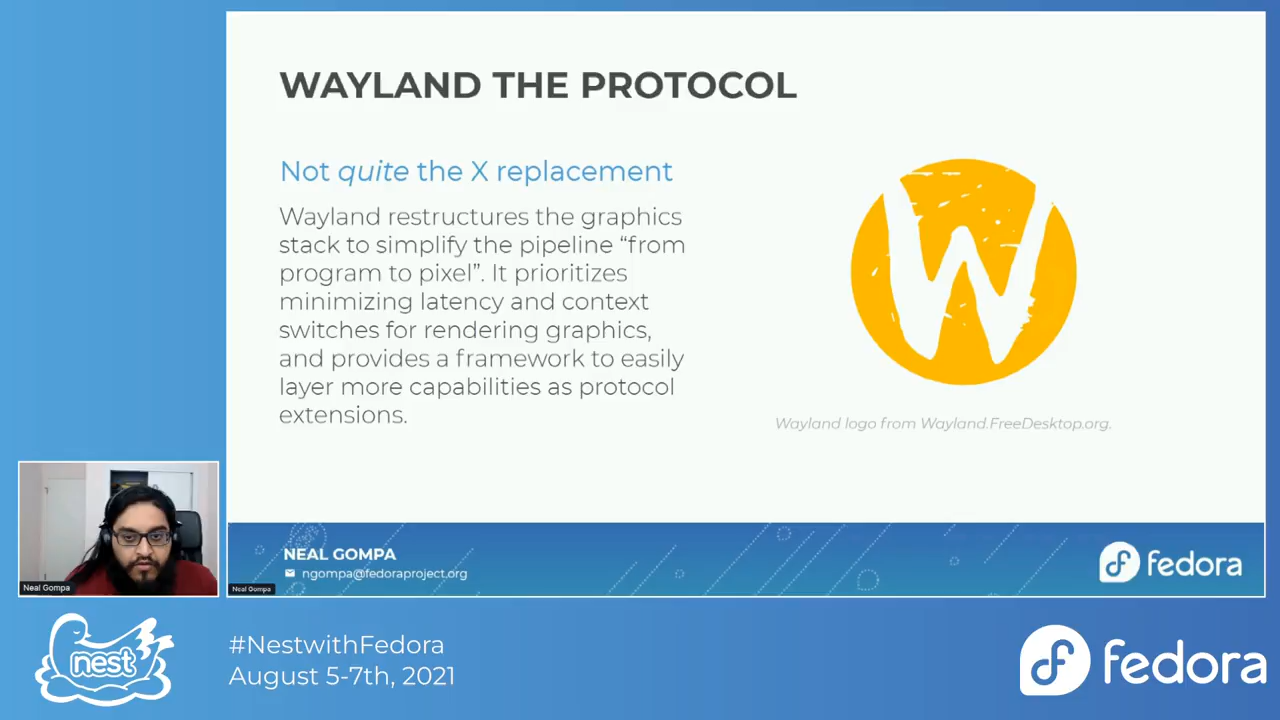 WAYLAND THE PROTOCOL
Not quite the X replacement
Wayland restructures the graphics
stack to simplify the pipeline “from
program to pixel”. It prioritizes
minimizing latency and context
switches for rendering graphics,
and provides a framework to easily
layer more capabilities as protocol
extensions.
W
Wayland logo from Wayland.FreeDesktop.org.
NEAL GOMPA
ngompa@fedoraproject.org
fedora
Neal Gompa
Neal Gompa
nest
#NestwithFedora
August 5-7th, 2021
fedora